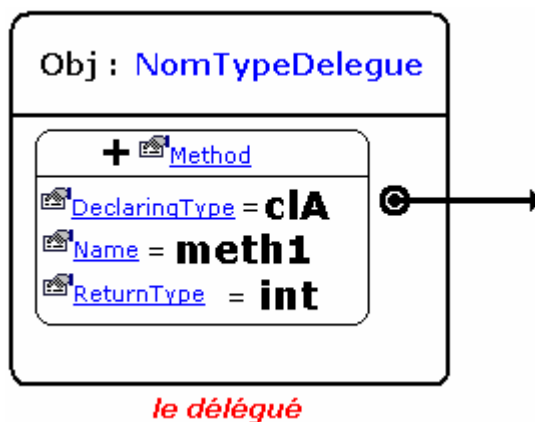 Obj : NomTypeDelegue
+ Method
DeclaringType = clA
Name = meth1
ReturnType = int
le délégué